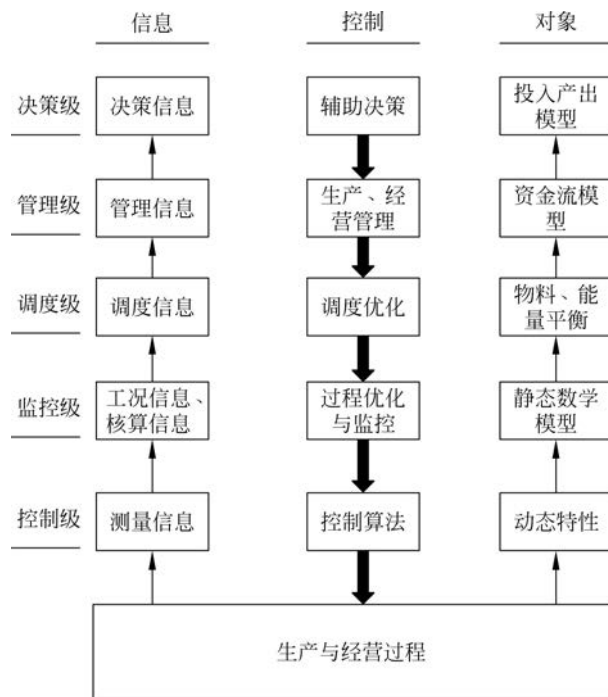 信息
控制
对象
决策级
决策信息
辅助决策
投入产出
模型
管理级
管理信息
生产、经
营管理
资金流模
型
调度级
调度信息
调度优化
物料、能
量平衡
监控级
工况信息、
核算信息
过程优化
与监控
静态数学
模型
控制级
测量信息
控制算法
动态特性
生产与经营过程